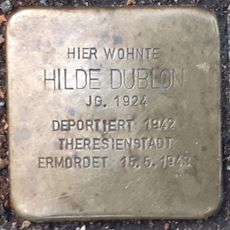 HIER WOHNTE
HILDE DUBLON
JG. 1924
DEPORTIERT 1942
THERESIENSTADT
ERMORDET 15.5.1943